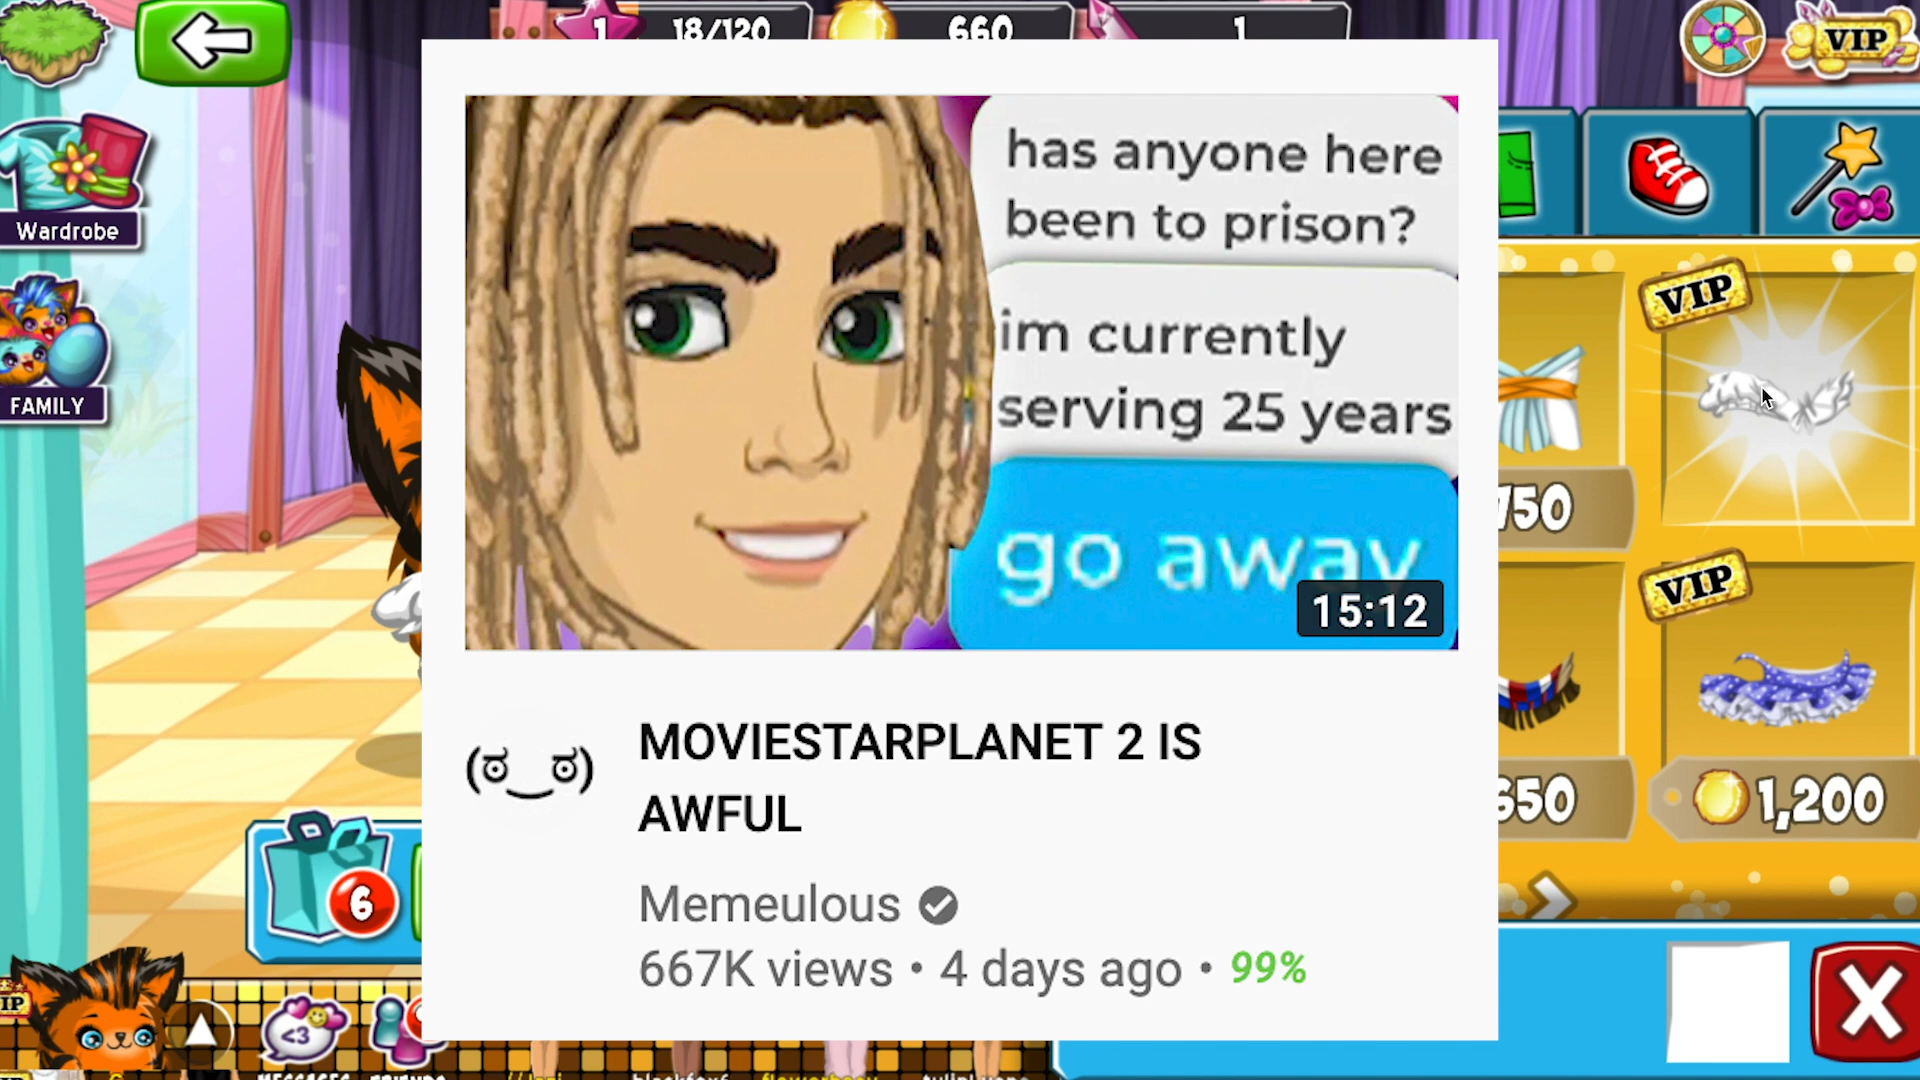 1
18/120
660
1
VIP
Wardrobe
FAMILY
has anyone here
been to prison?
im currently
serving 25 years
go away
15:12
MOVIESTARPLANET 2 IS
AWFUL
Memeulous
667K views • 4 days ago • 99%
VIP
750
VIP
650
1,200
6
<3